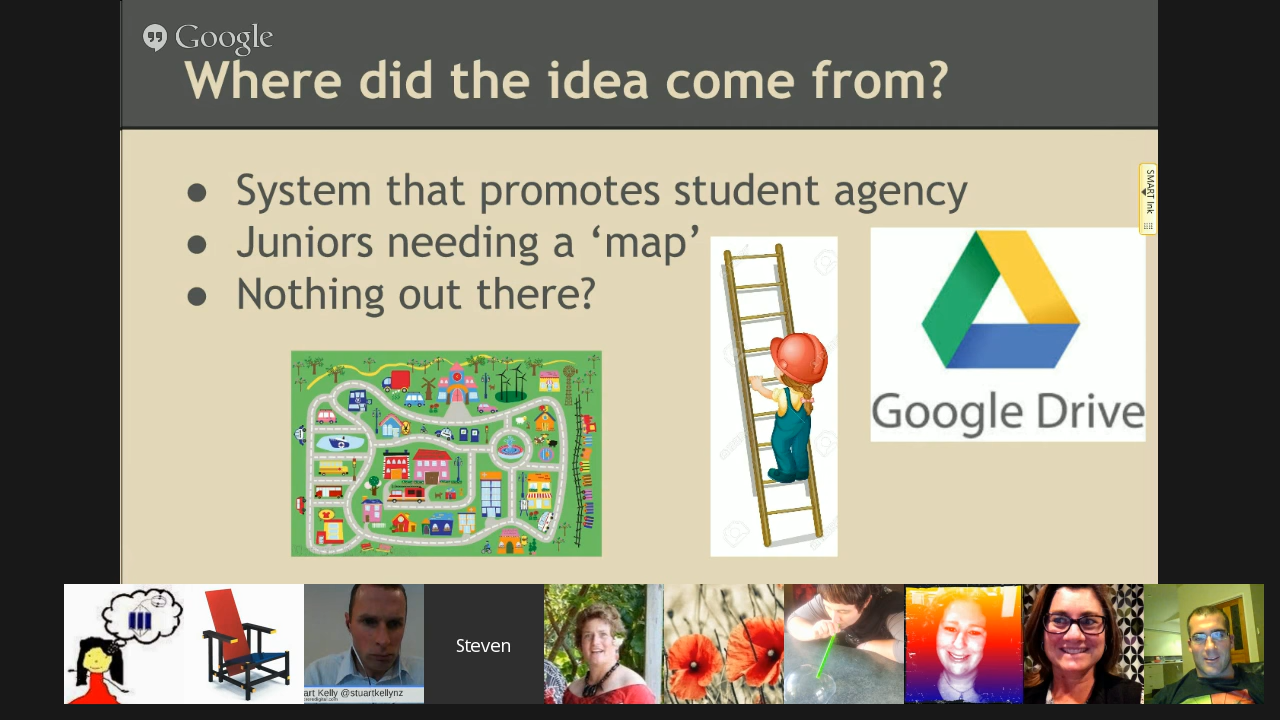 Google
Where did the idea come from?
● System that promotes student agency
● Juniors needing a ‘map’
● Nothing out there?
SMART Ink
Google Drive
Steven
art Kelly @stuartkellynz